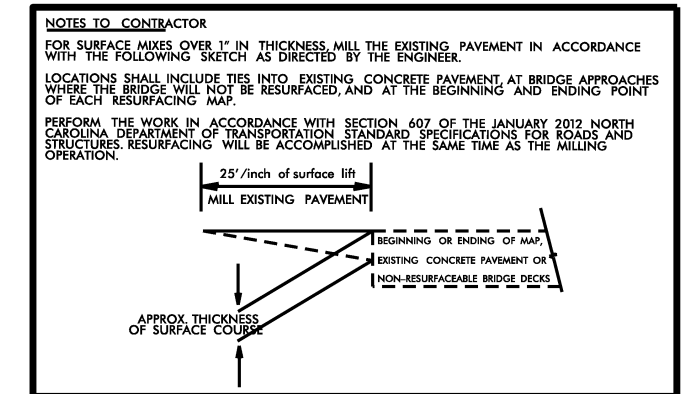 NOTES TO CONTRACTOR
FOR SURFACE MIXES OVER 1" IN THICKNESS, MILL THE EXISTING PAVEMENT IN ACCORDANCE
WITH THE FOLLOWING SKETCH AS DIRECTED BY THE ENGINEER.
LOCATIONS SHALL INCLUDE TIES INTO EXISTING CONCRETE PAVEMENT, AT BRIDGE APPROACHES
WHERE THE BRIDGE WILL NOT BE RESURFACED, AND AT THE BEGINNING AND ENDING POINT
OF EACH RESURFACING MAP.
PERFORM THE WORK IN ACCORDANCE WITH SECTION 607 OF THE JANUARY 2012 NORTH
CAROLINA DEPARTMENT OF TRANSPORTATION STANDARD SPECIFICATIONS FOR ROADS AND
STRUCTURES. RESURFACING WILL BE ACCOMPLISHED AT THE SAME TIME AS THE MILLING
OPERATION.
25'/inch of surface lift
MILL EXISTING PAVEMENT
BEGINNING OR ENDING OF MAP,
EXISTING CONCRETE PAVEMENT OR
NON-RESURFACEABLE BRIDGE DECKS
APPROX. THICKNESS
OF SURFACE COURSE